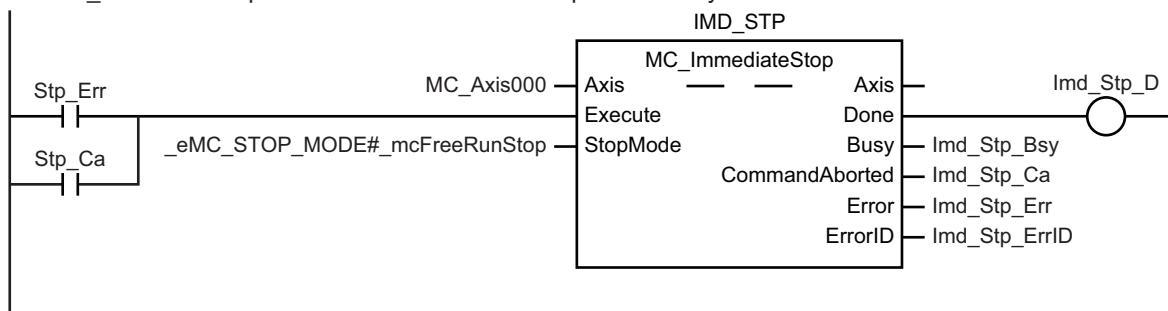 IMD_STP
MC_ImmediateStop
MC_Axis000 Axis Axis Imd_Stp_D
Stp_Err
Execute Done
Stp_Ca
_eMC_STOP_MODE#_mcFreeRunStop StopMode Busy Imd_Stp_Bsy
CommandAborted Imd_Stp_Ca
Error Imd_Stp_Err
ErrorID Imd_Stp_ErrID